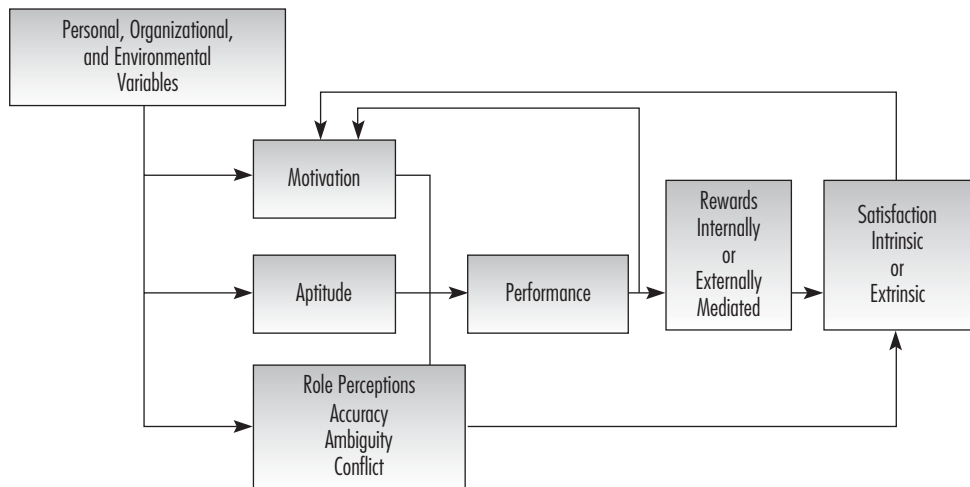 Personal, Organizational,
and Environmental
Variables
Motivation
Aptitude
Performance
Rewards
Internally
or
Externally
Mediated
Satisfaction
Intrinsic
or
Extrinsic
Role Perceptions
Accuracy
Ambiguity
Conflict